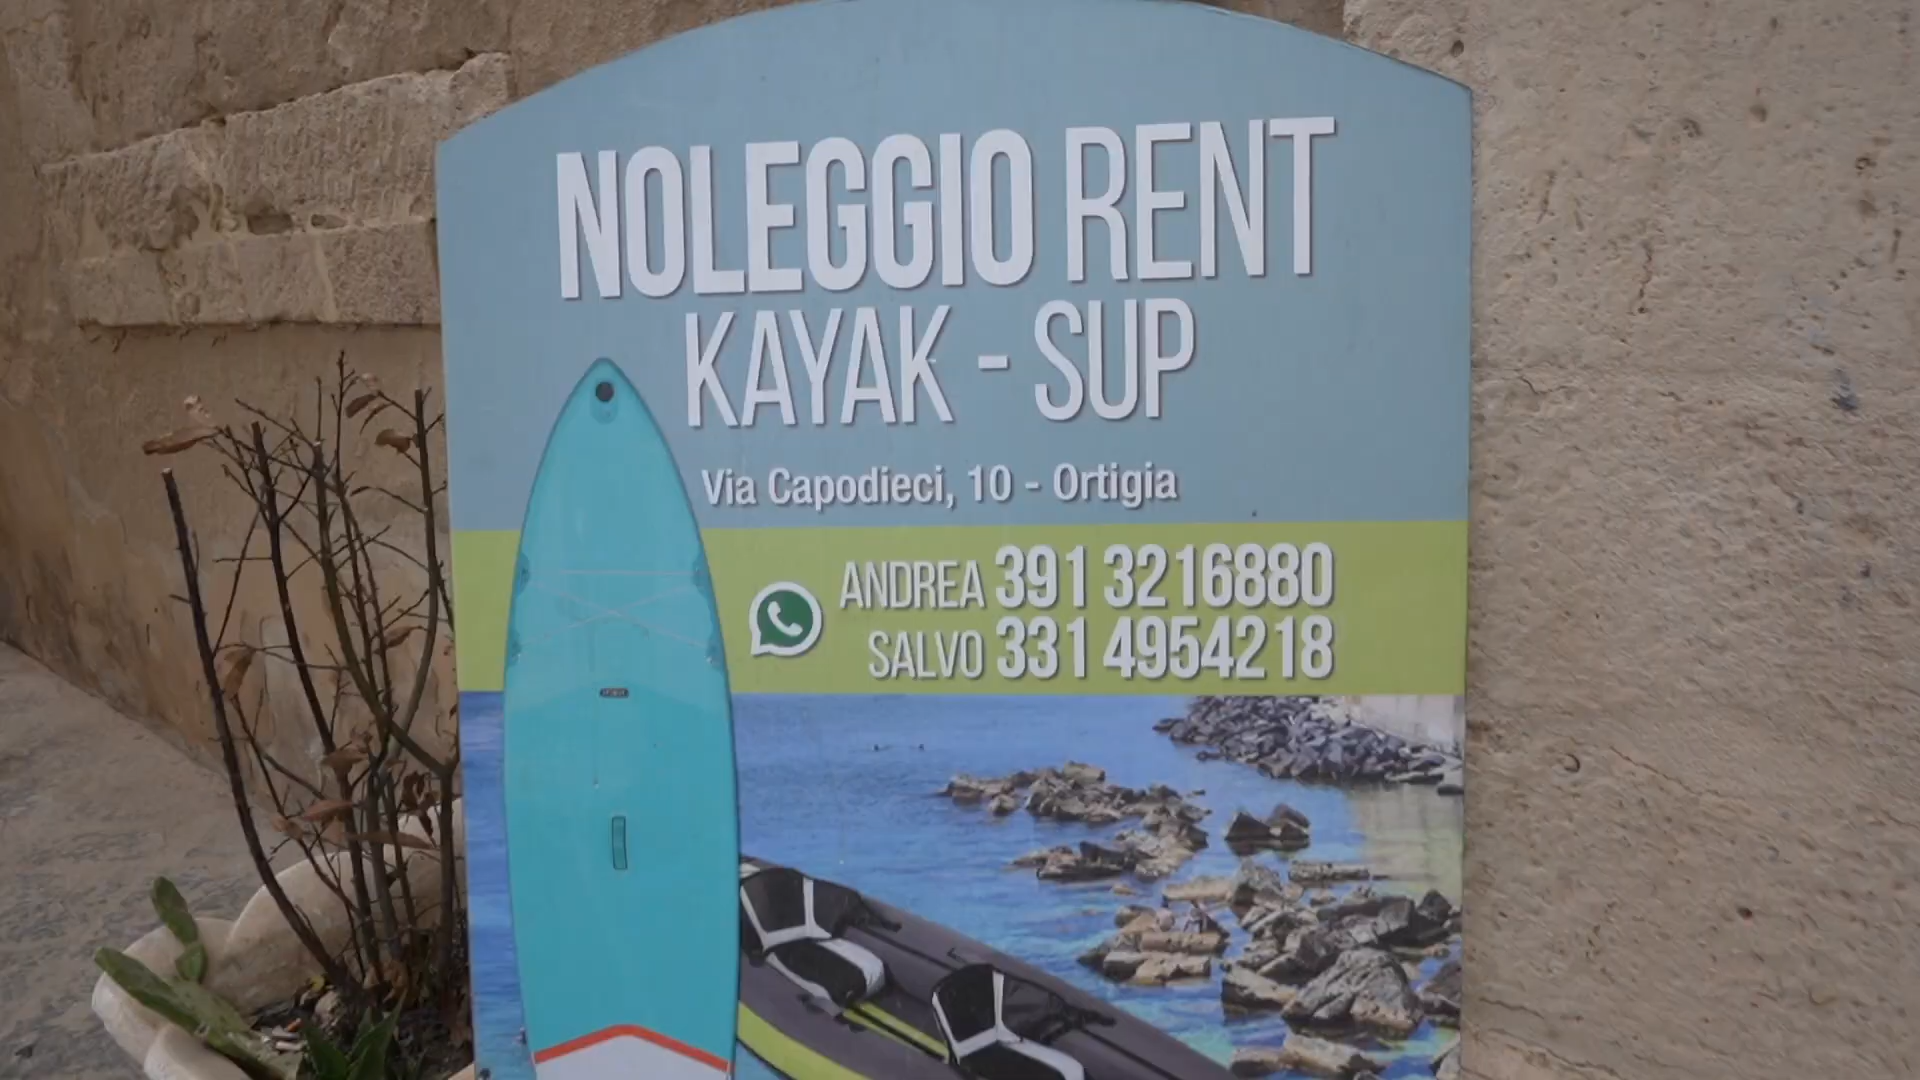 NOLEGGIO RENT
KAYAK - SUP
Via Capodieci, 10 - Ortigia
ANDREA 391 3216880
SALVO 331 4954218